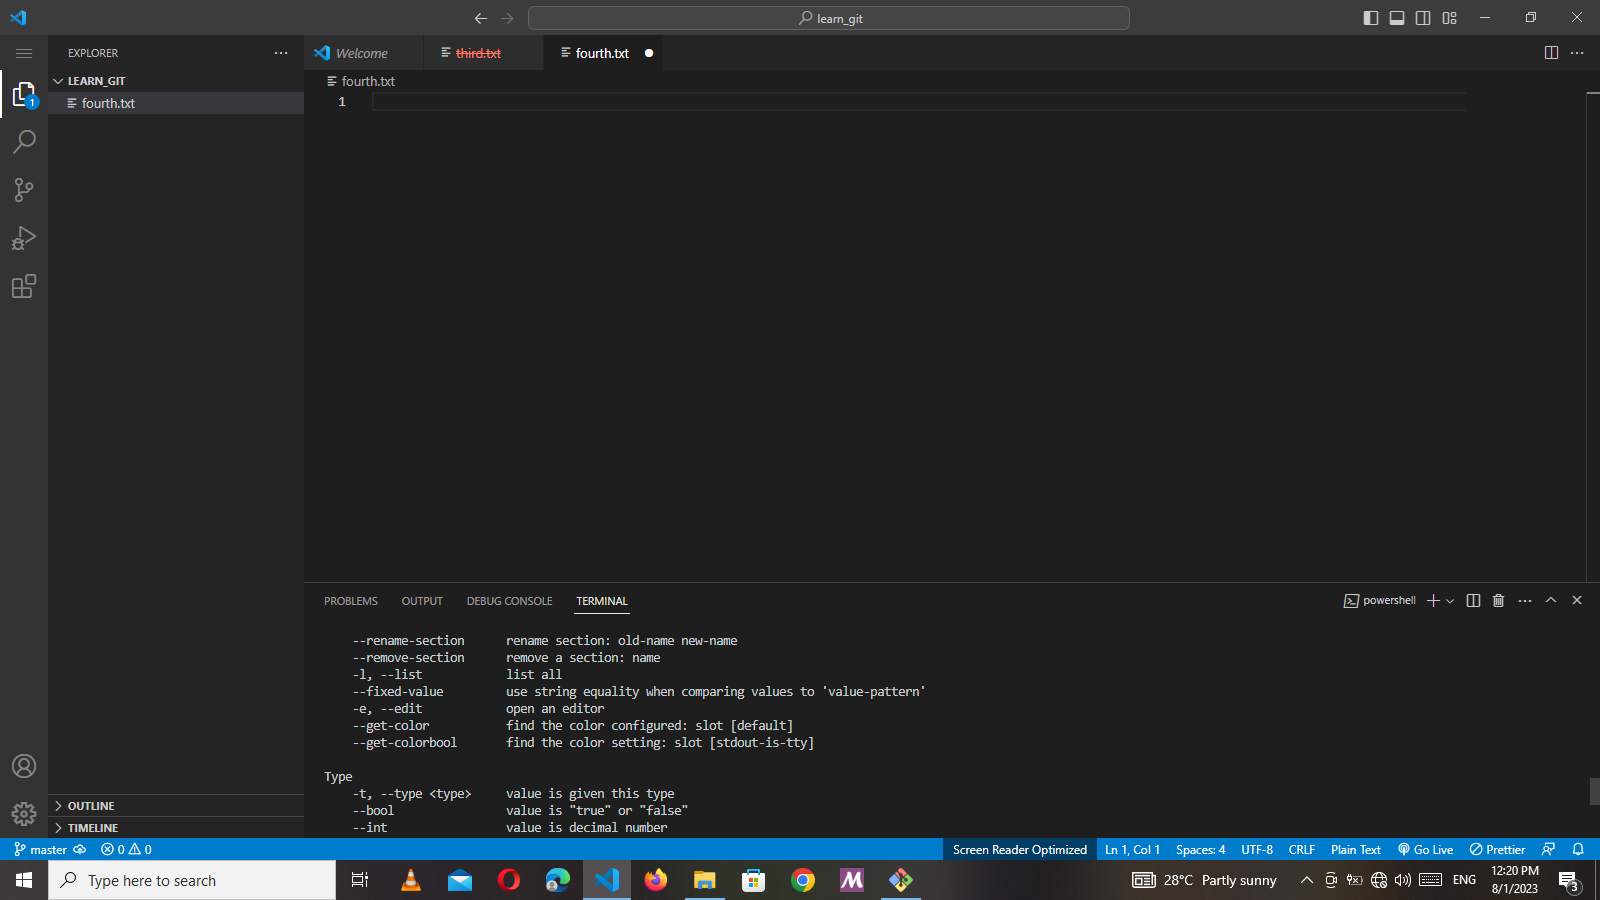 learn_git
EXPLORER
LEARN_GIT
fourth.txt
1
OUTLINE
TIMELINE
Welcome
third.txt
fourth.txt
fourth.txt
1
PROBLEMS
OUTPUT
DEBUG CONSOLE
TERMINAL
powershell
--rename-section rename section: old-name new-name
--remove-section remove a section: name
-l, --list list all
--fixed-value use string equality when comparing values to 'value-pattern'
-e, --edit open an editor
--get-color find the color configured: slot [default]
--get-colorbool find the color setting: slot [stdout-is-tty]
Type
-t, --type <type> value is given this type
--bool value is "true" or "false"
--int value is decimal number
master 0 0 Screen Reader Optimized Ln 1, Col 1 Spaces: 4 UTF-8 CRLF Plain Text Go Live Prettier
Type here to search
28°C Partly sunny
ENG
12:20 PM
8/1/2023
3